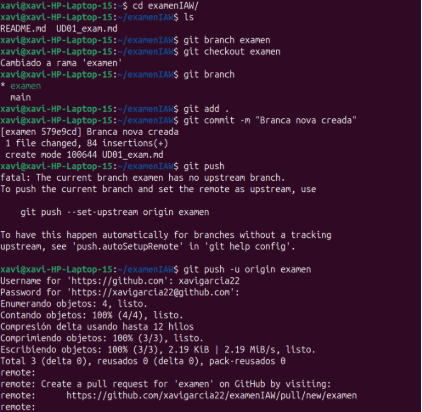 xavi@xavi-HP-Laptop-15:~$ cd examenIAW/
xavi@xavi-HP-Laptop-15:~/examenIAW$ ls
README.md  UD01_exam.md
xavi@xavi-HP-Laptop-15:~/examenIAW$ git branch examen
xavi@xavi-HP-Laptop-15:~/examenIAW$ git checkout examen
Cambiado a rama 'examen'
xavi@xavi-HP-Laptop-15:~/examenIAW$ git branch
* examen
  main
xavi@xavi-HP-Laptop-15:~/examenIAW$ git add .
xavi@xavi-HP-Laptop-15:~/examenIAW$ git commit -m "Branca nova creada"
[examen 579e9cd] Branca nova creada
 1 file changed, 84 insertions(+)
 create mode 100644 UD01_exam.md
xavi@xavi-HP-Laptop-15:~/examenIAW$ git push
fatal: The current branch examen has no upstream branch.
To push the current branch and set the remote as upstream, use

    git push --set-upstream origin examen

To have this happen automatically for branches without a tracking
upstream, see 'push.autoSetupRemote' in 'git help config'.

xavi@xavi-HP-Laptop-15:~/examenIAW$ git push -u origin examen
Username for 'https://github.com': xavigarcia22
Password for 'https://xavigarcia22@github.com':
Enumerando objetos: 4, listo.
Contando objetos: 100% (4/4), listo.
Compresión delta usando hasta 12 hilos
Comprimiendo objetos: 100% (3/3), listo.
Escribiendo objetos: 100% (3/3), 2.19 KiB | 2.19 MiB/s, listo.
Total 3 (delta 0), reusados 0 (delta 0), pack-reusados 0
remote:
remote: Create a pull request for 'examen' on GitHub by visiting:
remote:      https://github.com/xavigarcia22/examenIAW/pull/new/examen
remote: